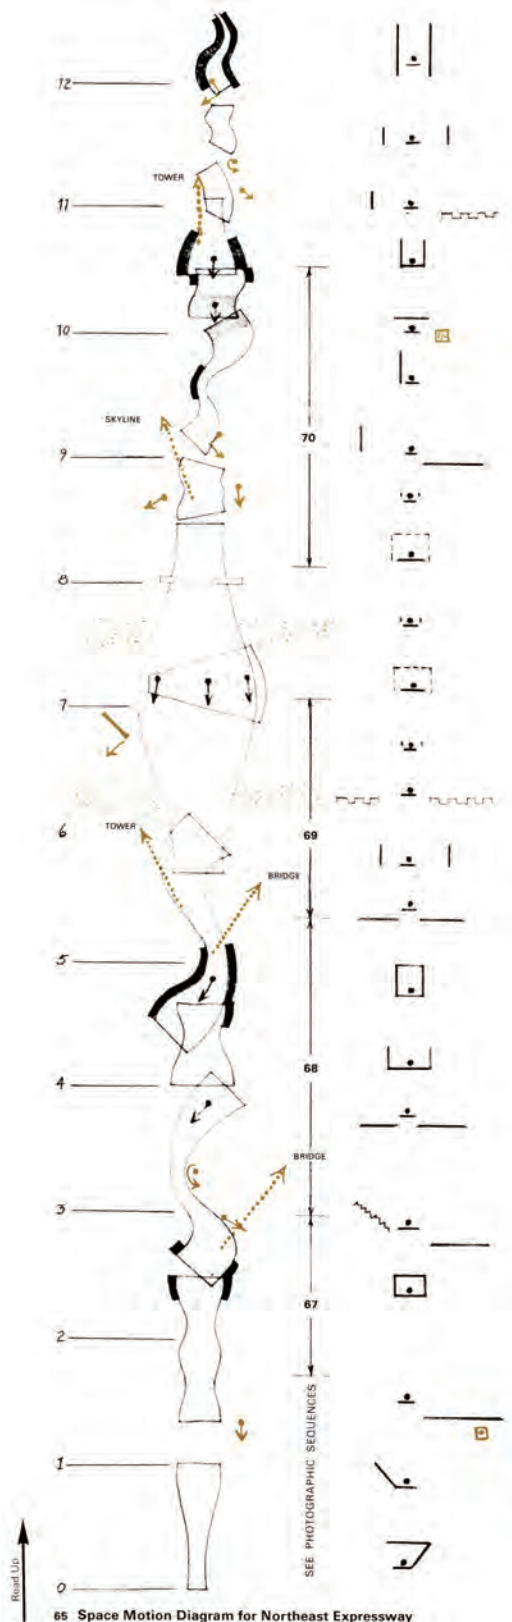 12
TOWER
11
10
70
SKYLINE
9
8
7
6
69
TOWER
BRIDGE
5
68
4
BRIDGE
3
67
2
SEE PHOTOGRAPHIC SEQUENCES
1
Read Up
0
65 Space Motion Diagram for Northeast Expressway